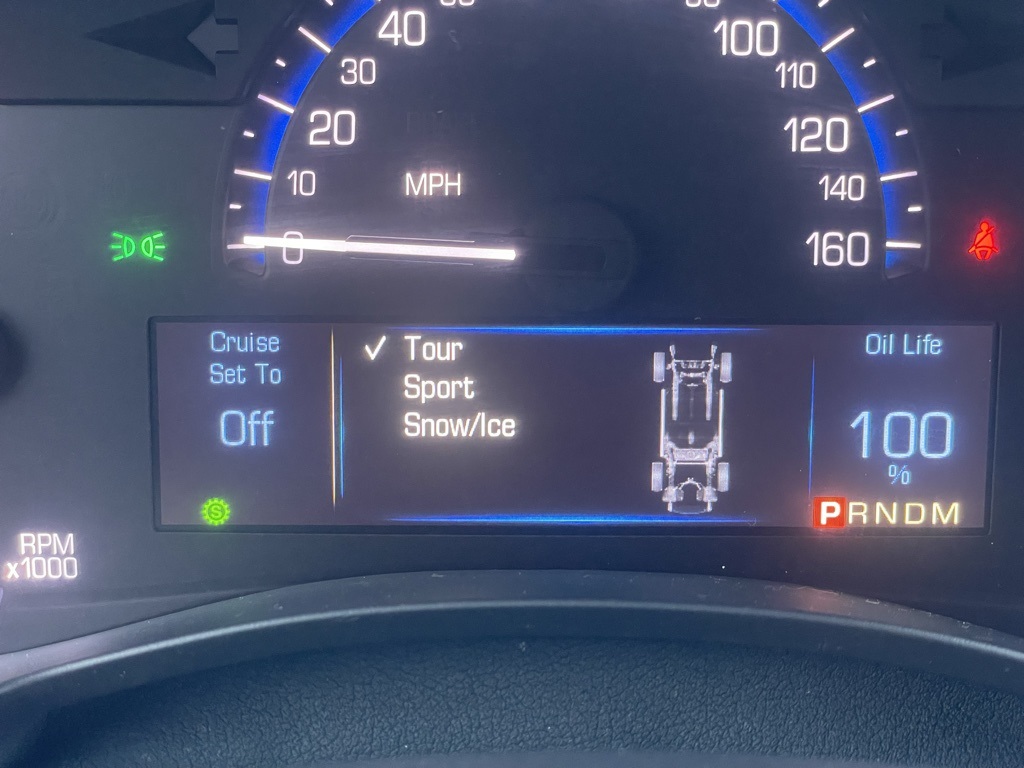 40
100
30
110
20
120
10
MPH
140
0
160
Cruise
Set To
Off
✓ Tour
Sport
Snow/Ice
Oil Life
100
%
S
P R N D M
RPM
x1000